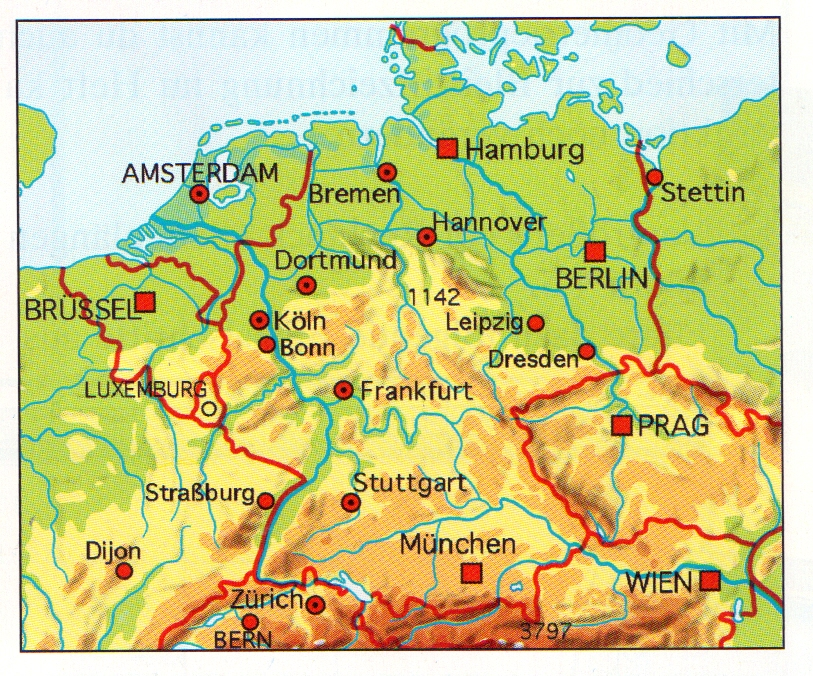 Hamburg
AMSTERDAM
Bremen
Stettin
Hannover
Dortmund
BERLIN
1142
BRÜSSEL
Köln
Leipzig
Bonn
Dresden
LUXEMBURG
Frankfurt
PRAG
Straßburg
Stuttgart
Dijon
München
WIEN
Zürich
BERN
3797